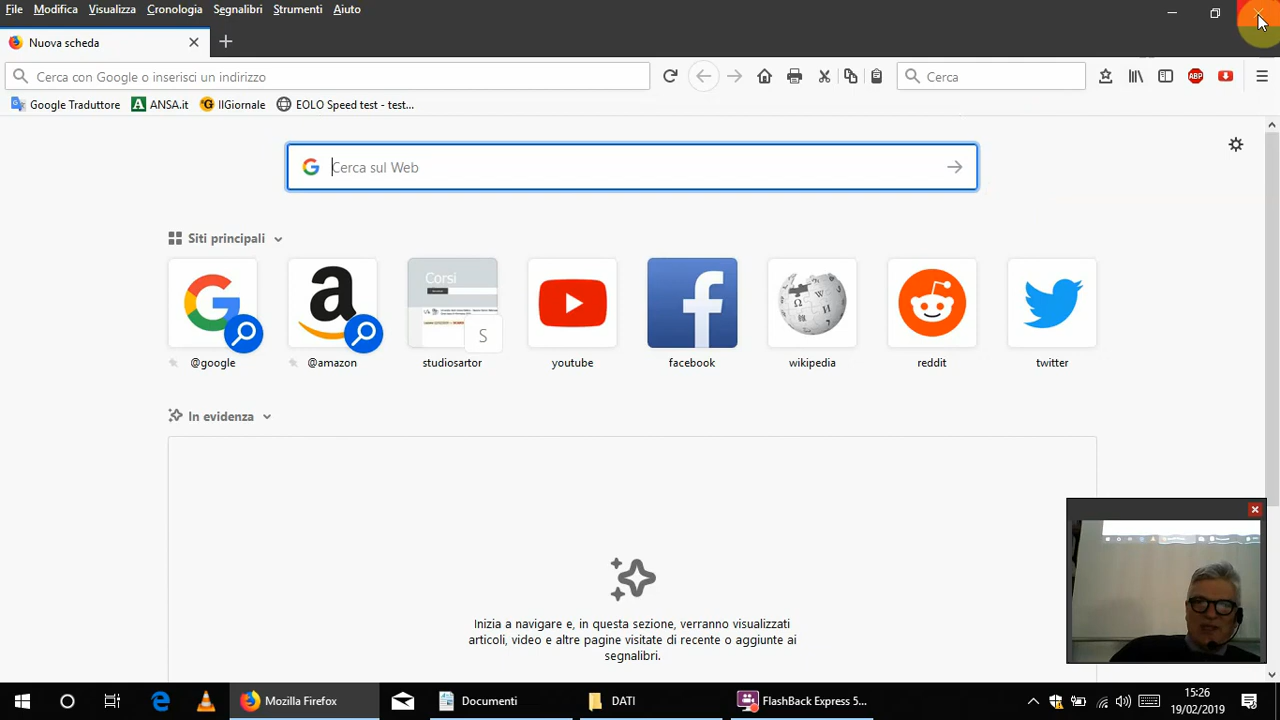 File Modifica Visualizza Cronologia Segnalibri Strumenti Aiuto
Nuova scheda
Cerca con Google o inserisci un indirizzo
Cerca
ABP
Google Traduttore ANSA.it IlGiornale EOLO Speed test - test...
Cerca sul Web
Siti principali
Corsi
S
@google @amazon studiosartor youtube facebook wikipedia reddit twitter
In evidenza
Inizia a navigare e, in questa sezione, verranno visualizzati
articoli, video e altre pagine visitate di recente o aggiunte ai
segnalibri.
Mozilla Firefox Documenti DATI FlashBack Express 5...
15:26
19/02/2019